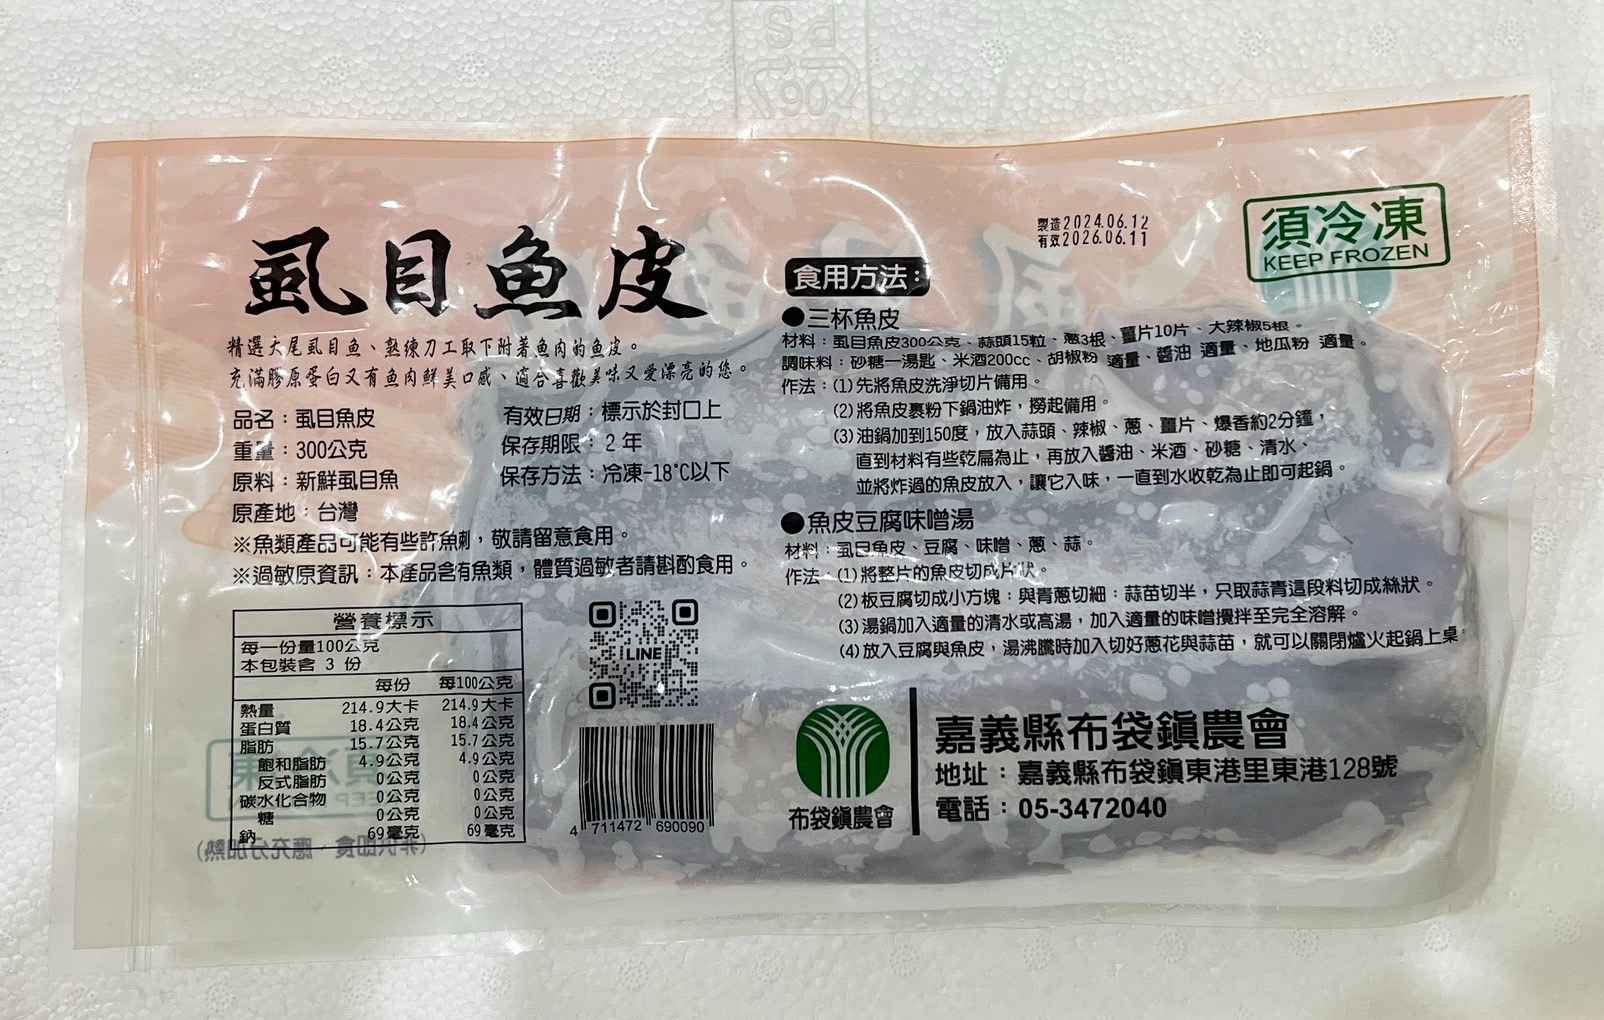 PS
06
虱目魚皮
精選大尾虱目魚、熟練刀工取下附著魚肉的魚皮。
充滿膠原蛋白又有魚肉鮮美口感、適合喜歡美味又愛漂亮的您。
品名：虱目魚皮
重量：300公克
原料：新鮮虱目魚
原產地：台灣
有效日期：標示於封口上
保存期限：2 年
保存方法：冷凍-18°C以下
※魚類產品可能有些許魚刺，敬請留意食用。
※過敏原資訊：本產品含有魚類，體質過敏者請斟酌食用。
營養標示
每一份量100公克
本包裝含 3 份
每份 每100公克
熱量 214.9大卡 214.9大卡
蛋白質 18.4公克 18.4公克
脂肪 15.7公克 15.7公克
飽和脂肪 4.9公克 4.9公克
反式脂肪 0公克 0公克
碳水化合物 0公克 0公克
糖 0公克 0公克
鈉 69毫克 69毫克
LINE
4 711472 690090
製造2024.06.12
有效2026.06.11
須冷凍
KEEP FROZEN
食用方法：
●三杯魚皮
材料：虱目魚皮300公克、蒜頭15粒、蔥3根、薑片10片、大辣椒5根。
調味料：砂糖一湯匙、米酒200cc、胡椒粉 適量、醬油 適量、地瓜粉 適量。
作法：(1)先將魚皮洗淨切片備用。
(2)將魚皮裹粉下鍋油炸，撈起備用。
(3)油鍋加到150度，放入蒜頭、辣椒、蔥、薑片、爆香約2分鐘，
直到材料有些乾扁為止，再放入醬油、米酒、砂糖、清水、
並將炸過的魚皮放入，讓它入味，一直到水收乾為止即可起鍋。
●魚皮豆腐味噌湯
材料：虱目魚皮、豆腐、味噌、蔥、蒜。
作法：(1)將整片的魚皮切成片狀。
(2)板豆腐切成小方塊：與青蔥切細：蒜苗切半，只取蒜青這段料切成絲狀。
(3)湯鍋加入適量的清水或高湯，加入適量的味噌攪拌至完全溶解。
(4)放入豆腐與魚皮，湯沸騰時加入切好蔥花與蒜苗，就可以關閉爐火起鍋上桌。
布袋鎮農會
嘉義縣布袋鎮農會
地址：嘉義縣布袋鎮東港里東港128號
電話：05-3472040
須冷凍
KEEP
(非供即食、應充分加熱)